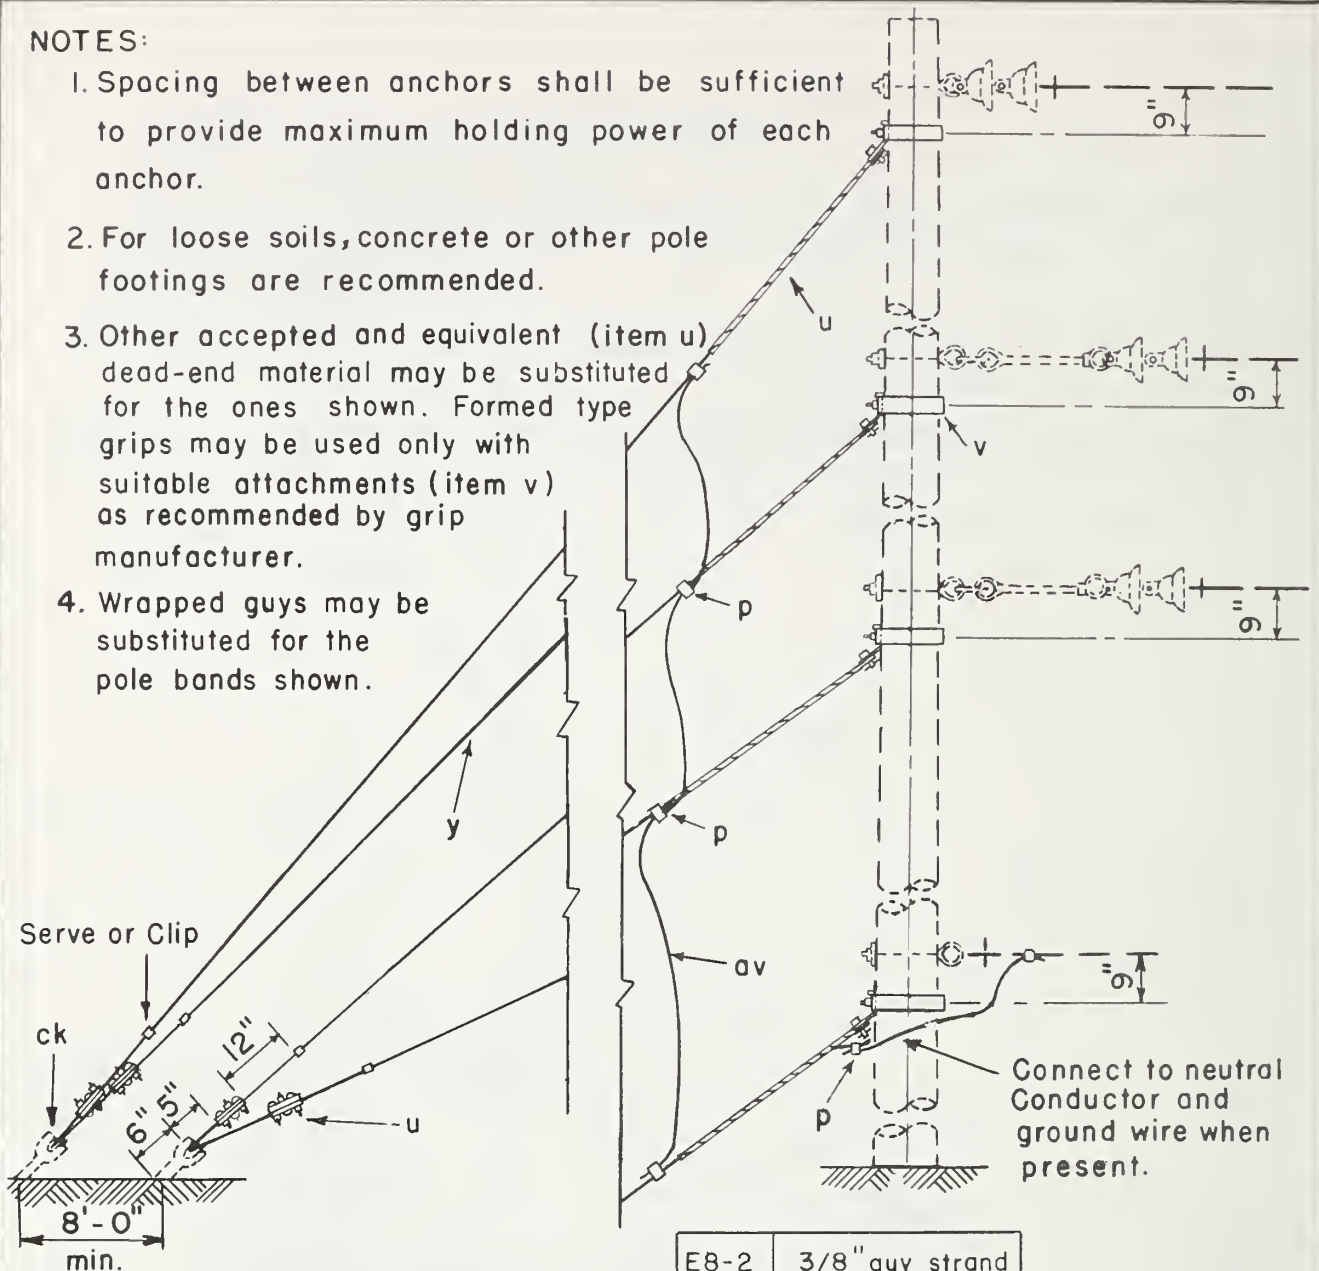 NOTES:
1. Spacing between anchors shall be sufficient
to provide maximum holding power of each
anchor.
2. For loose soils, concrete or other pole
footings are recommended.
3. Other accepted and equivalent (item u)
dead-end material may be substituted
for the ones shown. Formed type
grips may be used only with
suitable attachments (item v)
as recommended by grip
manufacturer.
4. Wrapped guys may be
substituted for the
pole bands shown.
6"
u
6"
v
6"
p
y
p
Serve or Clip
av
6"
ck
12"
5"
6"
u
p
Connect to neutral
Conductor and
ground wire when
present.
8'-0"
min.
E8-2 3/8" guy strand